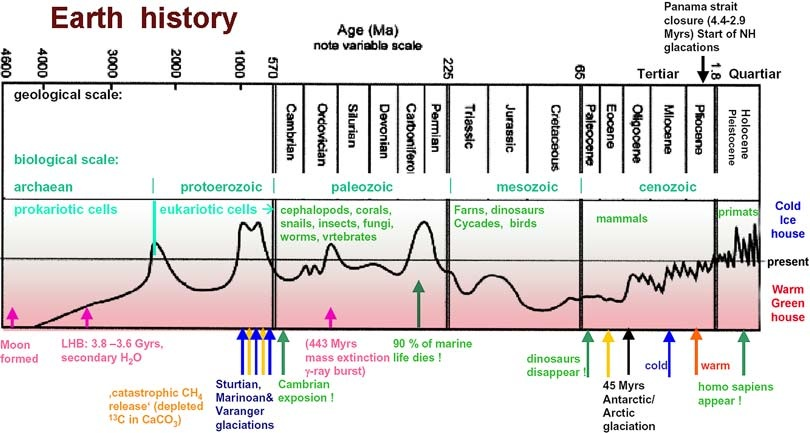 Earth history
Age (Ma)
note variable scale
Panama strait
closure (4.4-2.9
Myrs) Start of NH
glacations
4600
3000
2000
1000
570
225
65
1.8
Tertiar
Quartiar
geological scale:
Cambrian
Ordovician
Silurian
Devonian
Carbonifero
Permian
Triassic
Jurassic
Cretaceous
Paleocene
Eocene
Olligocene
Miocene
Pliocene
Holocene
Pleistocene
biological scale:
archaean
protoerozoic
paleozoic
mesozoic
cenozoic
prokariotic cells
eukariotic cells →
cephalopods, corals,
snails, insects, fungi,
worms, vrtebrates
Farns, dinosaurs
Cycades, birds
mammals
primats
Cold
Ice
house
present
Warm
Green
house
Moon
formed
LHB: 3.8 –3.6 Gyrs,
secondary H₂O
‚catastrophic CH₄
release‘ (depleted
¹³C in CaCO₃)
Sturtian,
Marinoan&
Varanger
glaciations
Cambrian
exposion !
(443 Myrs
mass extinction
γ-ray burst)
90 % of marine
life dies !
dinosaurs
disappear !
45 Myrs
Antarctic/
Arctic
glaciation
cold
warm
homo sapiens
appear !